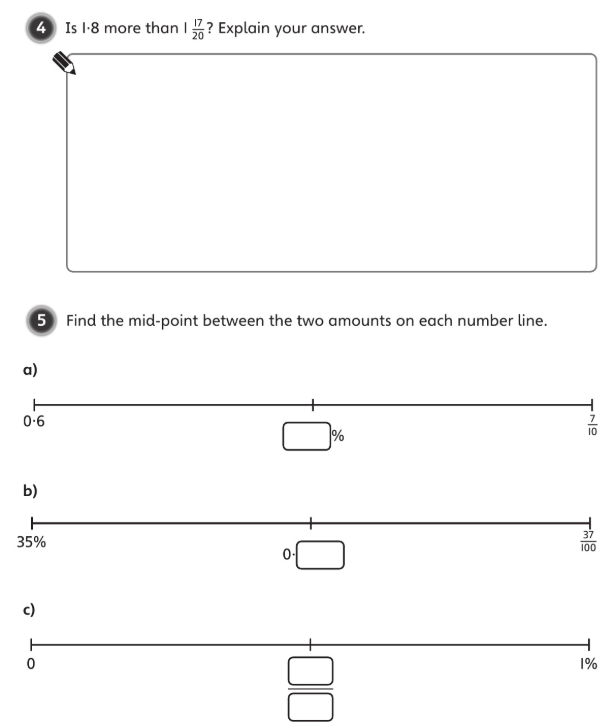 4 Is 1·8 more than 1 17/20? Explain your answer.
5 Find the mid-point between the two amounts on each number line.
a)
0·6 % 7/10
b)
35% 0· 37/100
c)
0 1%